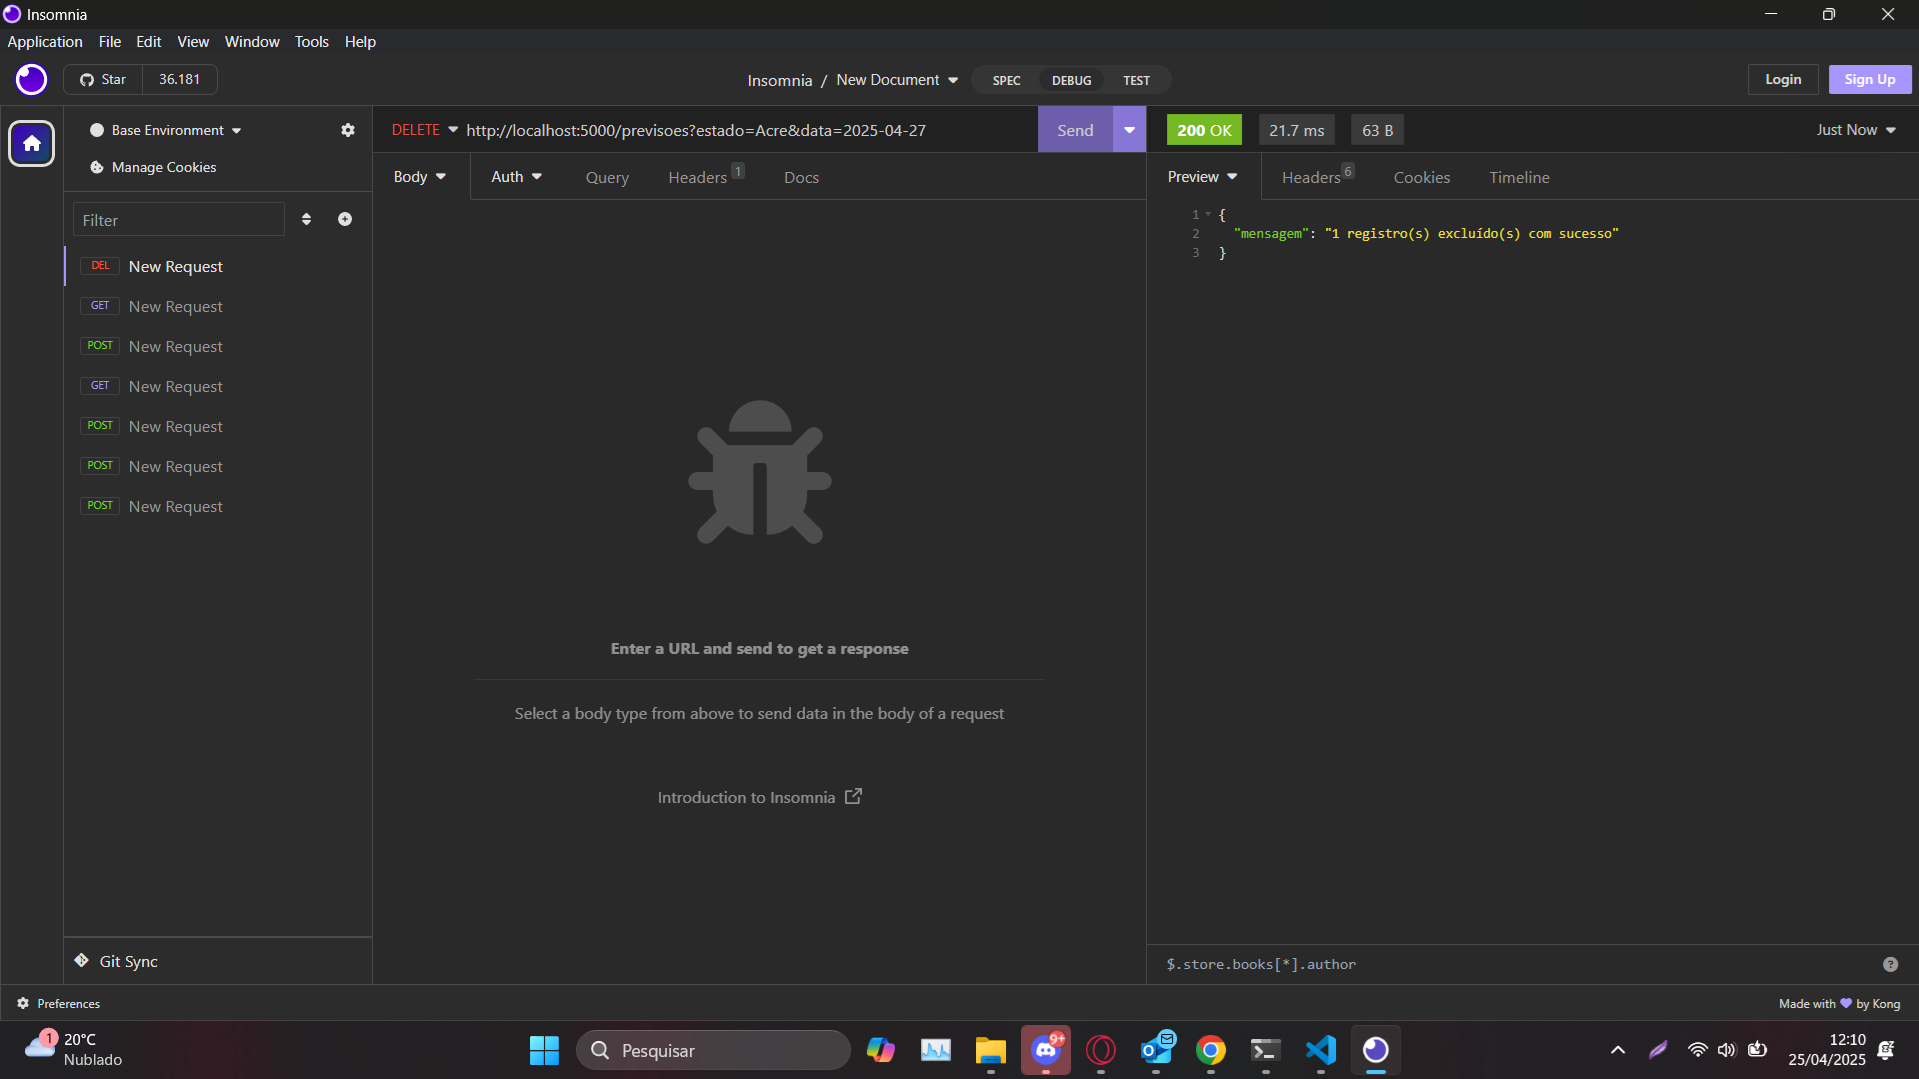 Insomnia
Application File Edit View Window Tools Help
Star 36.181
Insomnia / New Document SPEC DEBUG TEST
Login Sign Up
Base Environment
Manage Cookies
Filter
DEL New Request
GET New Request
POST New Request
GET New Request
POST New Request
POST New Request
POST New Request
Git Sync
DELETE http://localhost:5000/previsoes?estado=Acre&data=2025-04-27 Send
Body Auth Query Headers 1 Docs
Enter a URL and send to get a response
Select a body type from above to send data in the body of a request
Introduction to Insomnia
200 OK 21.7 ms 63 B Just Now
Preview Headers 6 Cookies Timeline
1 {
2 "mensagem": "1 registro(s) excluído(s) com sucesso"
3 }
$.store.books[*].author ?
Preferences Made with by Kong
1 20°C
Nublado
Pesquisar
9+
12:10
25/04/2025